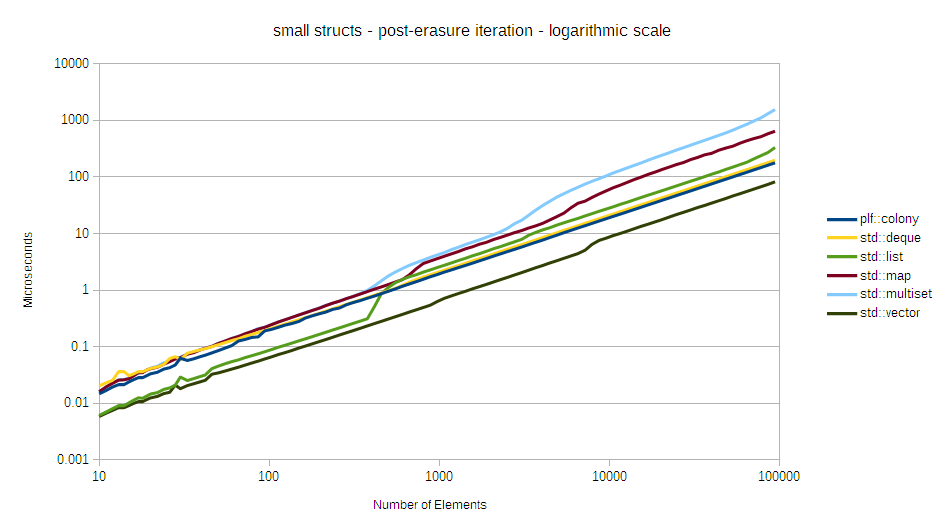 small structs - post-erasure iteration - logarithmic scale
10000
1000
100
10
1
0.1
0.01
0.001
Microseconds
10 100 1000 10000 100000
Number of Elements
plf::colony
std::deque
std::list
std::map
std::multiset
std::vector